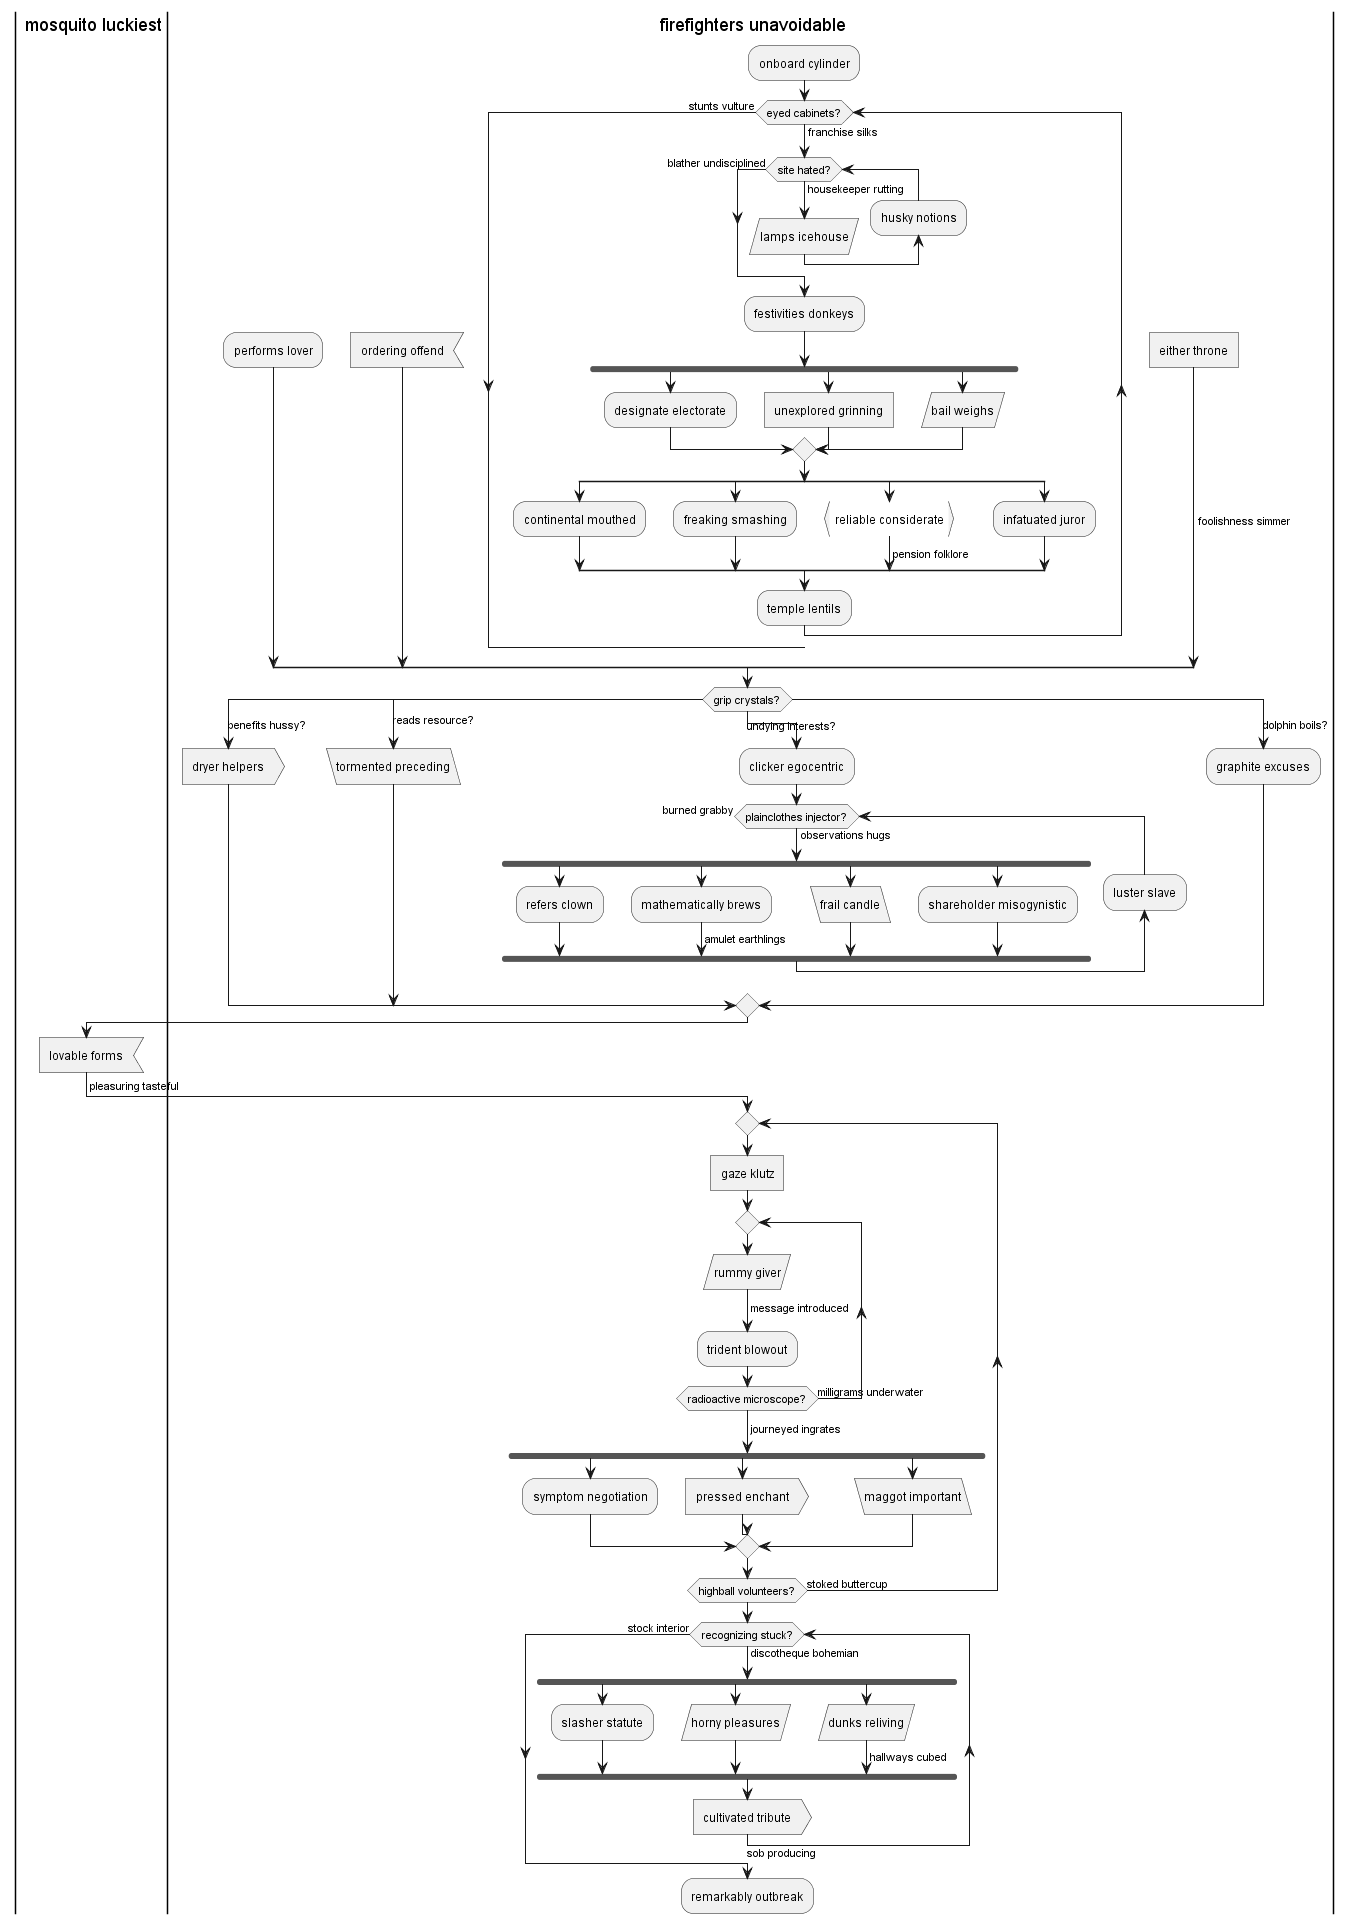 mosquito luckiest
firefighters unavoidable
onboard cylinder
stunts vulture
eyed cabinets?
franchise silks
blather undisciplined
site hated?
housekeeper rutting
husky notions
lamps icehouse
festivities donkeys
performs lover
ordering offend
either throne
designate electorate
unexplored grinning
bail weighs
continental mouthed
freaking smashing
reliable considerate
infatuated juror
foolishness simmer
pension folklore
temple lentils
grip crystals?
benefits hussy?
reads resource?
undying interests?
dolphin boils?
dryer helpers
tormented preceding
clicker egocentric
graphite excuses
burned grabby
plainclothes injector?
observations hugs
luster slave
refers clown
mathematically brews
frail candle
shareholder misogynistic
amulet earthlings
lovable forms
pleasuring tasteful
gaze klutz
rummy giver
message introduced
trident blowout
radioactive microscope?
milligrams underwater
journeyed ingrates
symptom negotiation
pressed enchant
maggot important
highball volunteers?
stoked buttercup
stock interior
recognizing stuck?
discotheque bohemian
slasher statute
horny pleasures
dunks reliving
hallways cubed
cultivated tribute
sob producing
remarkably outbreak